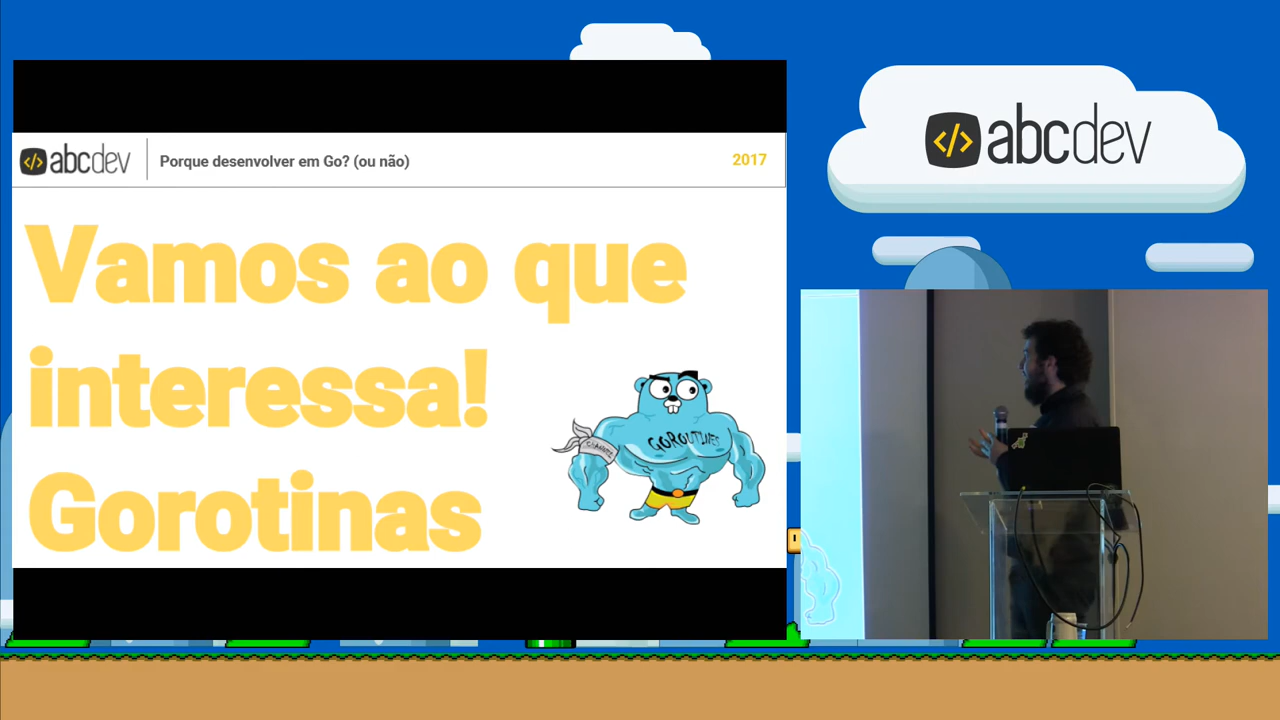 </> abcdev
Porque desenvolver em Go? (ou não)
2017
Vamos ao que
interessa!
Gorotinas
GOROUTINES
</> abcdev